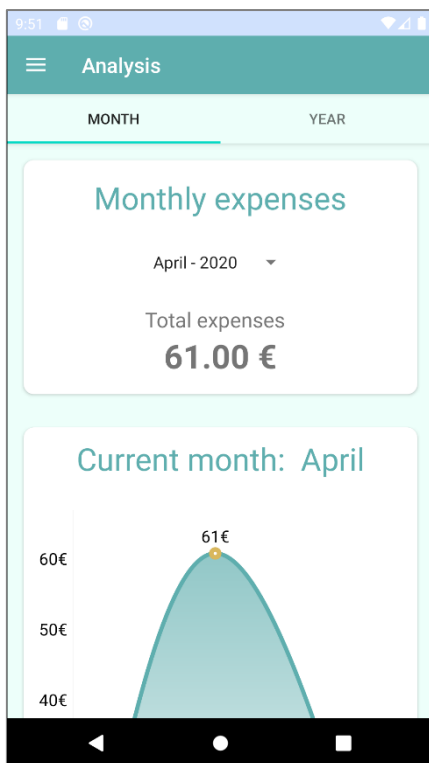 9:51
Analysis
MONTH YEAR
Monthly expenses
April - 2020
Total expenses
61.00 €
Current month: April
61€
60€
50€
40€